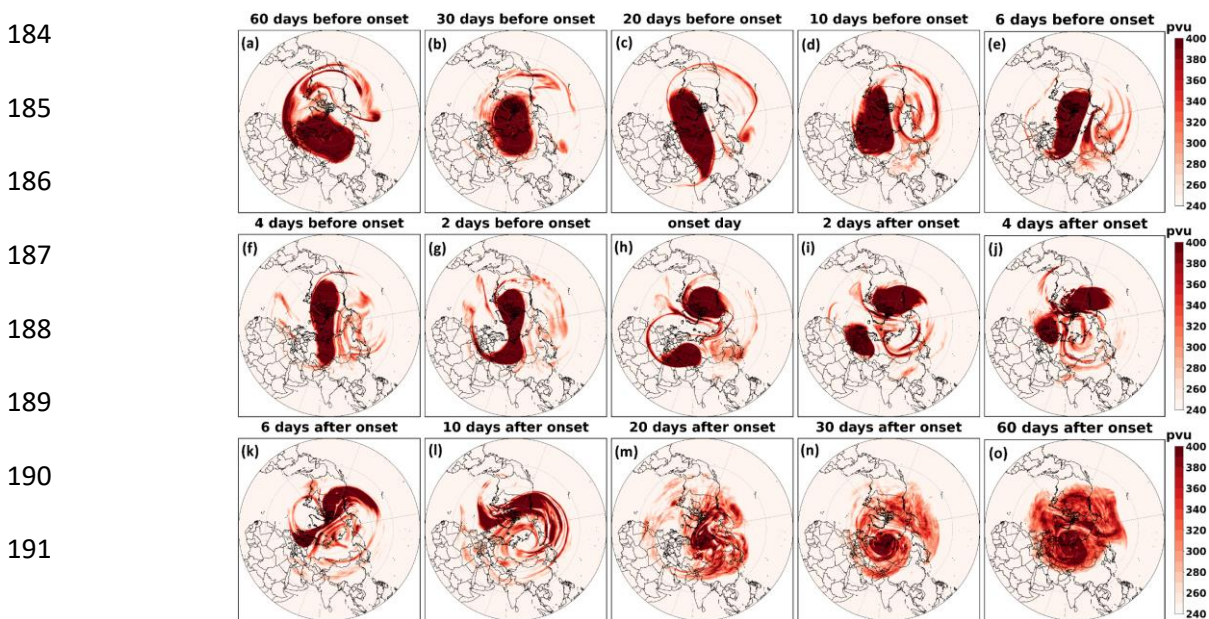 184
185
186
187
188
189
190
191
60 days before onset
30 days before onset
20 days before onset
10 days before onset
6 days before onset
pvu
(a)
(b)
(c)
(d)
(e)
400
380
360
340
320
300
280
260
240
4 days before onset
2 days before onset
onset day
2 days after onset
4 days after onset
pvu
(f)
(g)
(h)
(i)
(j)
400
380
360
340
320
300
280
260
240
6 days after onset
10 days after onset
20 days after onset
30 days after onset
60 days after onset
pvu
(k)
(l)
(m)
(n)
(o)
400
380
360
340
320
300
280
260
240